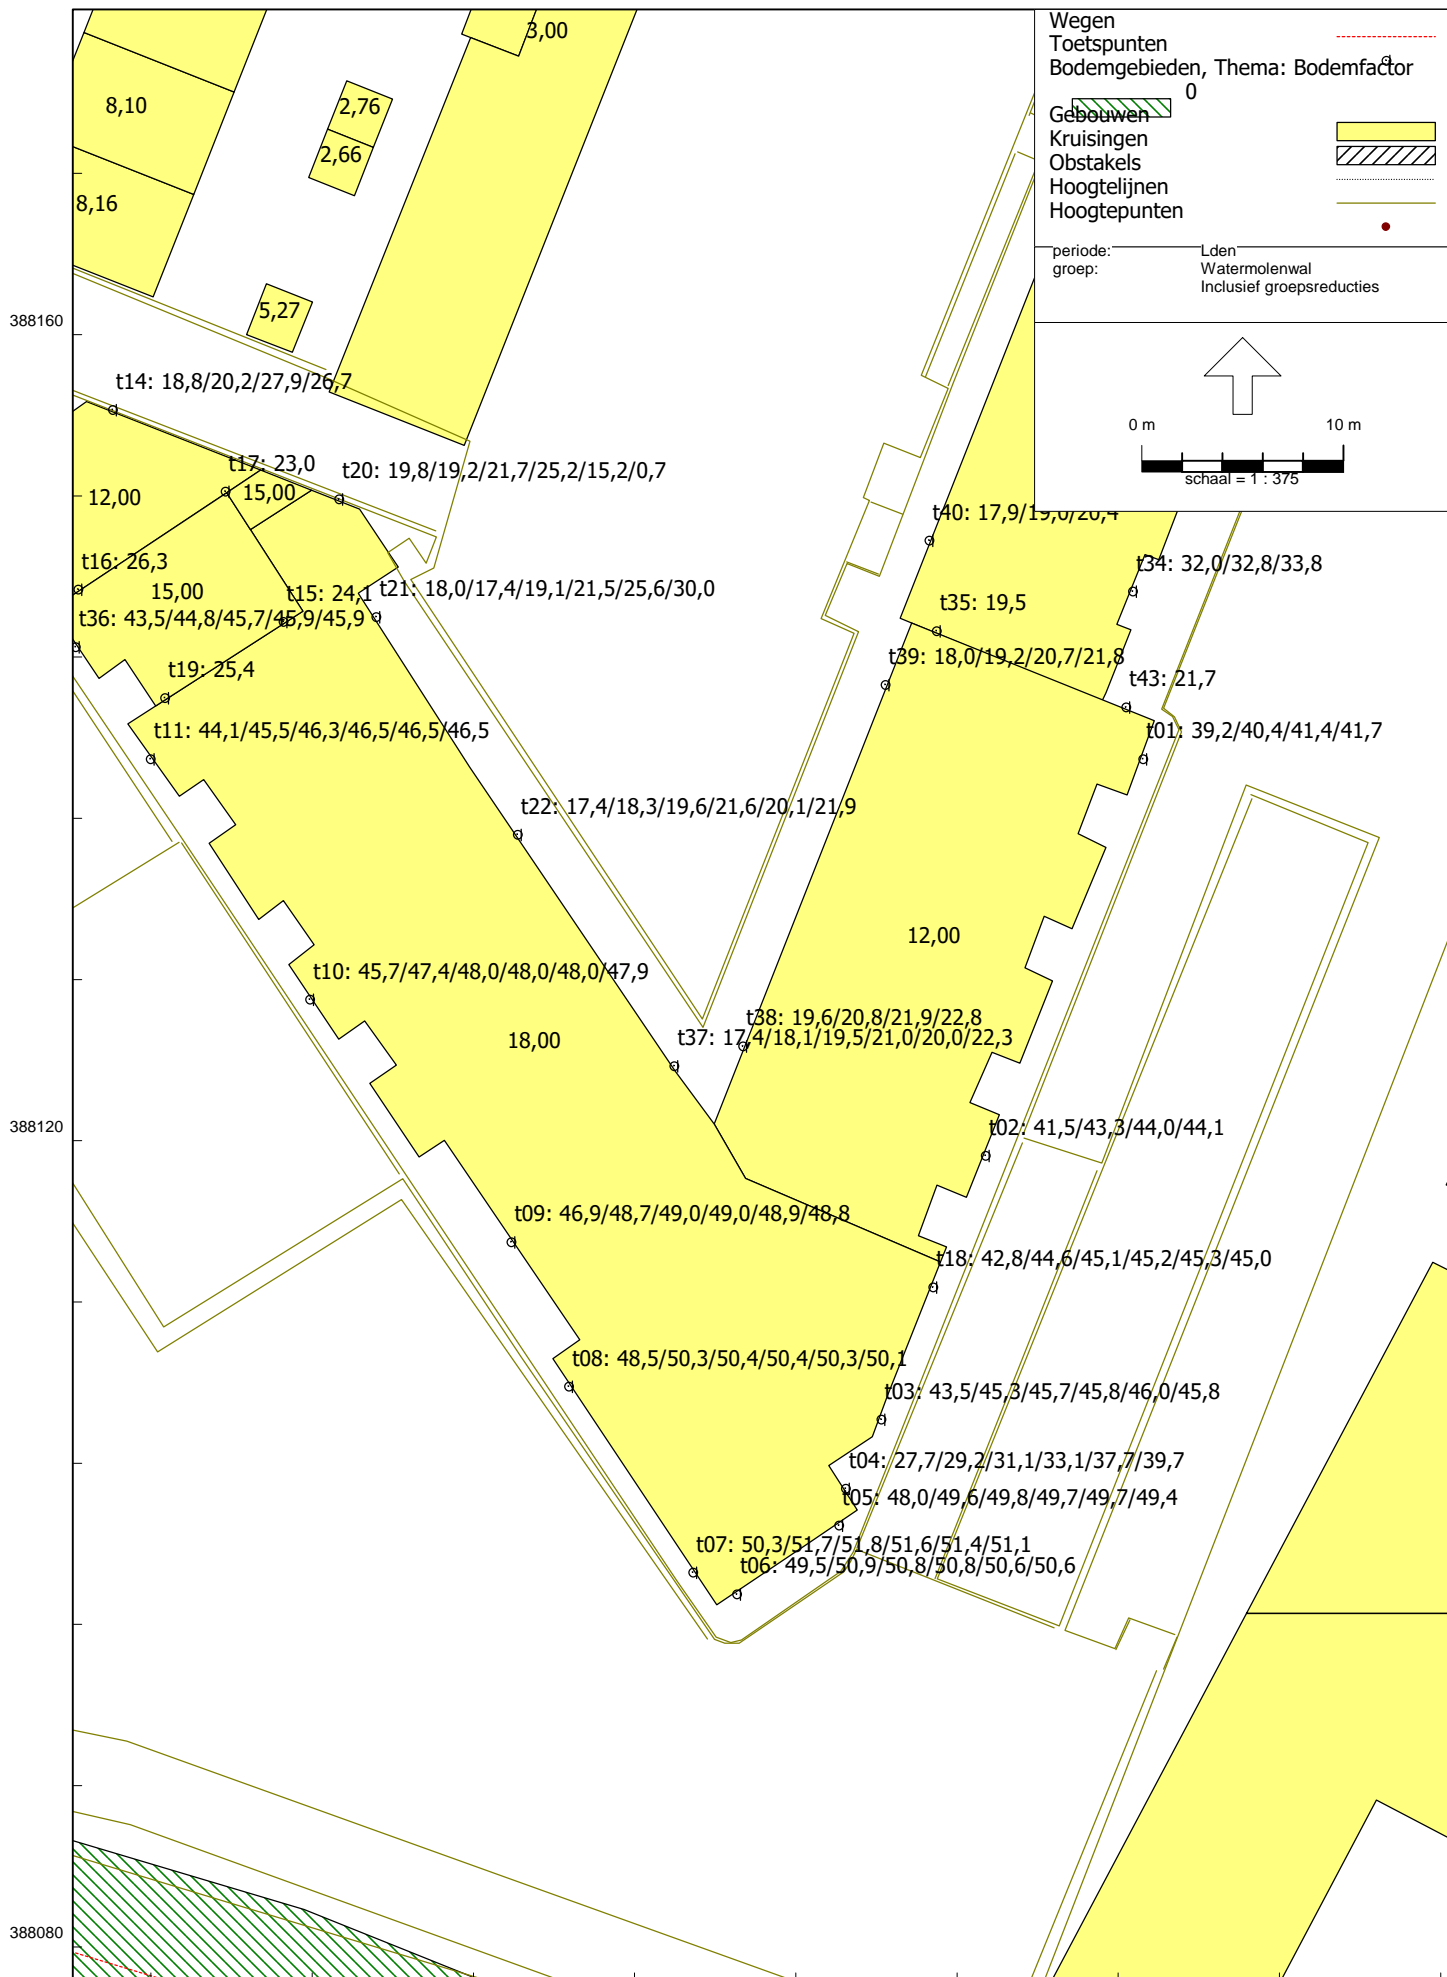 3,00
Wegen
Toetspunten
Bodemgebieden, Thema: Bodemfactor
0
Gebouwen
Kruisingen
Obstakels
Hoogtelijnen
Hoogtepunten
periode: Lden
groep: Watermolenwal
Inclusief groepsreducties
0 m 10 m
schaal = 1 : 375
8,10
2,76
2,66
8,16
5,27
388160
t14: 18,8/20,2/27,9/26,7
t17: 23,0
t20: 19,8/19,2/21,7/25,2/15,2/0,7
12,00
15,00
t40: 17,9/19,0/20,4
t16: 26,3
15,00
t15: 24,1
t21: 18,0/17,4/19,1/21,5/25,6/30,0
t34: 32,0/32,8/33,8
t35: 19,5
t36: 43,5/44,8/45,7/45,9/45,9
t39: 18,0/19,2/20,7/21,8
t19: 25,4
t43: 21,7
t11: 44,1/45,5/46,3/46,5/46,5/46,5
t01: 39,2/40,4/41,4/41,7
t22: 17,4/18,3/19,6/21,6/20,1/21,9
12,00
t10: 45,7/47,4/48,0/48,0/48,0/47,9
t38: 19,6/20,8/21,9/22,8
18,00
t37: 17,4/18,1/19,5/21,0/20,0/22,3
388120
t02: 41,5/43,3/44,0/44,1
t09: 46,9/48,7/49,0/49,0/48,9/48,8
t18: 42,8/44,6/45,1/45,2/45,3/45,0
t08: 48,5/50,3/50,4/50,4/50,3/50,1
t03: 43,5/45,3/45,7/45,8/46,0/45,8
t04: 27,7/29,2/31,1/33,1/37,7/39,7
t05: 48,0/49,6/49,8/49,7/49,7/49,4
t07: 50,3/51,7/51,8/51,6/51,4/51,1
t06: 49,5/50,9/50,8/50,8/50,6/50,6
388080